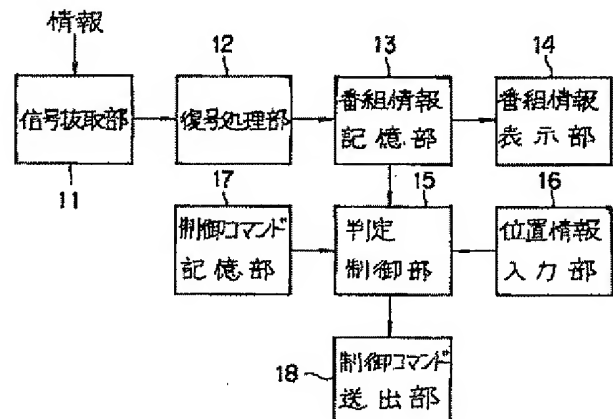 情報
12
13
14
信号抜取部
復号処理部
番組情報
記憶部
番組情報
表示部
11
17
15
16
制御コマンド
記憶部
判定
制御部
位置情報
入力部
18
制御コマンド
送出部